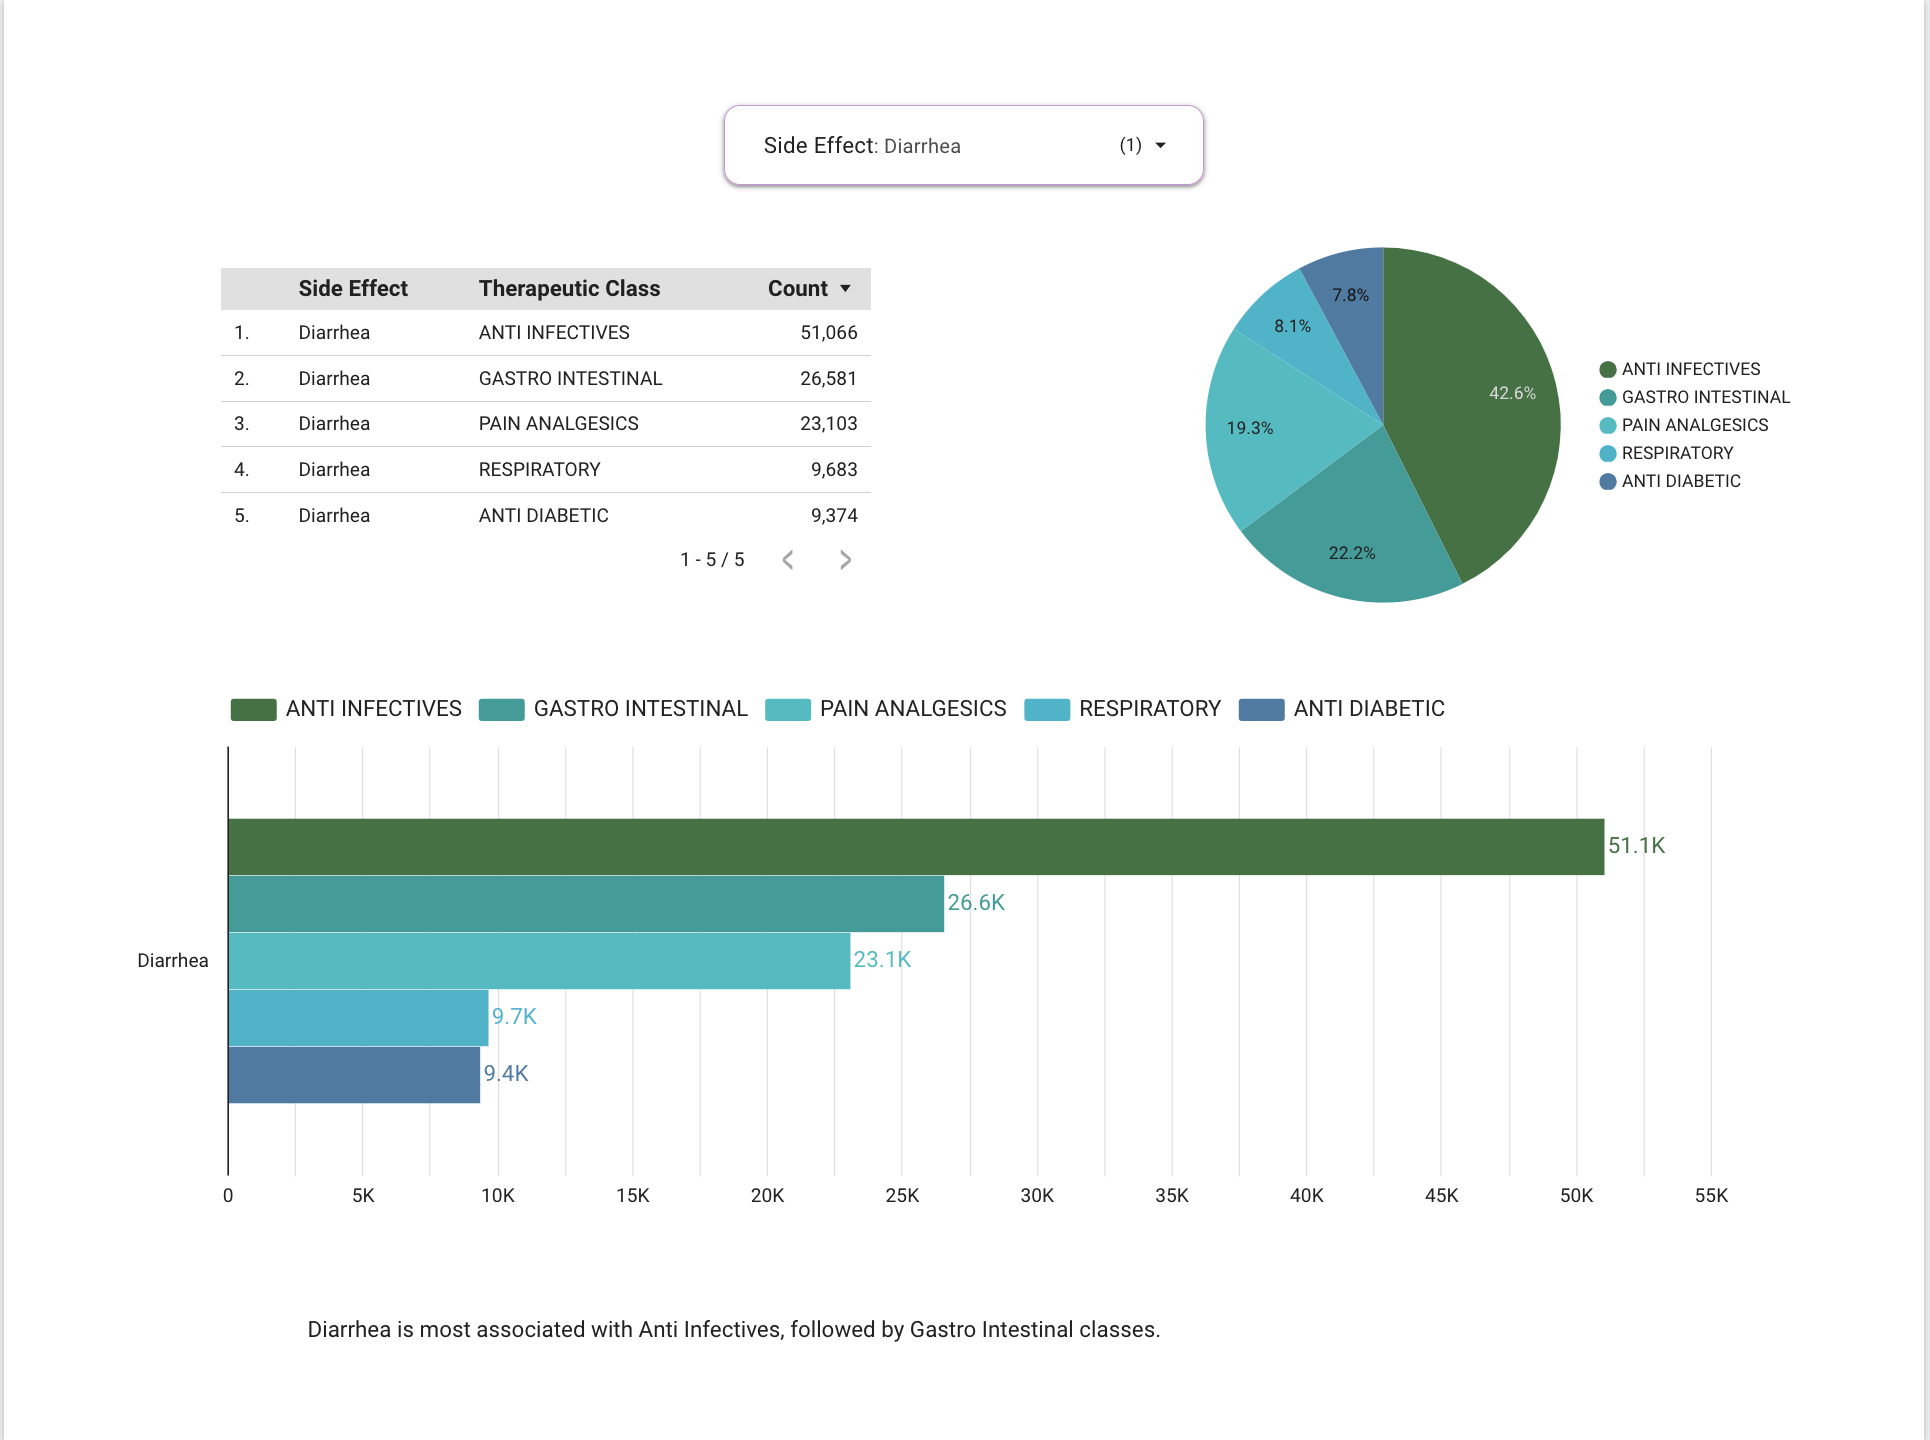 Side Effect: Diarrhea (1)
Side Effect Therapeutic Class Count
1. Diarrhea ANTI INFECTIVES 51,066
2. Diarrhea GASTRO INTESTINAL 26,581
3. Diarrhea PAIN ANALGESICS 23,103
4. Diarrhea RESPIRATORY 9,683
5. Diarrhea ANTI DIABETIC 9,374
1 - 5 / 5
7.8%
8.1%
42.6%
19.3%
22.2%
ANTI INFECTIVES
GASTRO INTESTINAL
PAIN ANALGESICS
RESPIRATORY
ANTI DIABETIC
ANTI INFECTIVES GASTRO INTESTINAL PAIN ANALGESICS RESPIRATORY ANTI DIABETIC
51.1K
26.6K
Diarrhea 23.1K
9.7K
9.4K
0 5K 10K 15K 20K 25K 30K 35K 40K 45K 50K 55K
Diarrhea is most associated with Anti Infectives, followed by Gastro Intestinal classes.